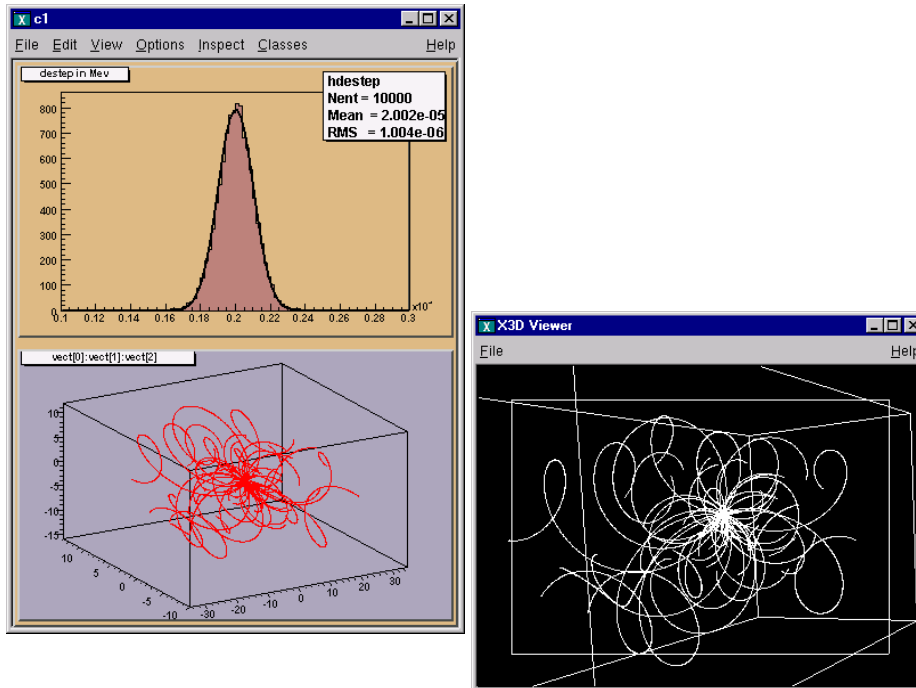 c1
File Edit View Options Inspect Classes Help
destep in Mev
hdestep
Nent = 10000
Mean = 2.002e-05
RMS = 1.004e-06
800
700
600
500
400
300
200
100
0
0.1 0.12 0.14 0.16 0.18 0.2 0.22 0.24 0.26 0.28 0.3
vect[0]:vect[1]:vect[2]
10
5
0
-5
-10
-15
10
5
0
-5
-10
-30
-20
-10
0
10
20
30
X3D Viewer
File Help